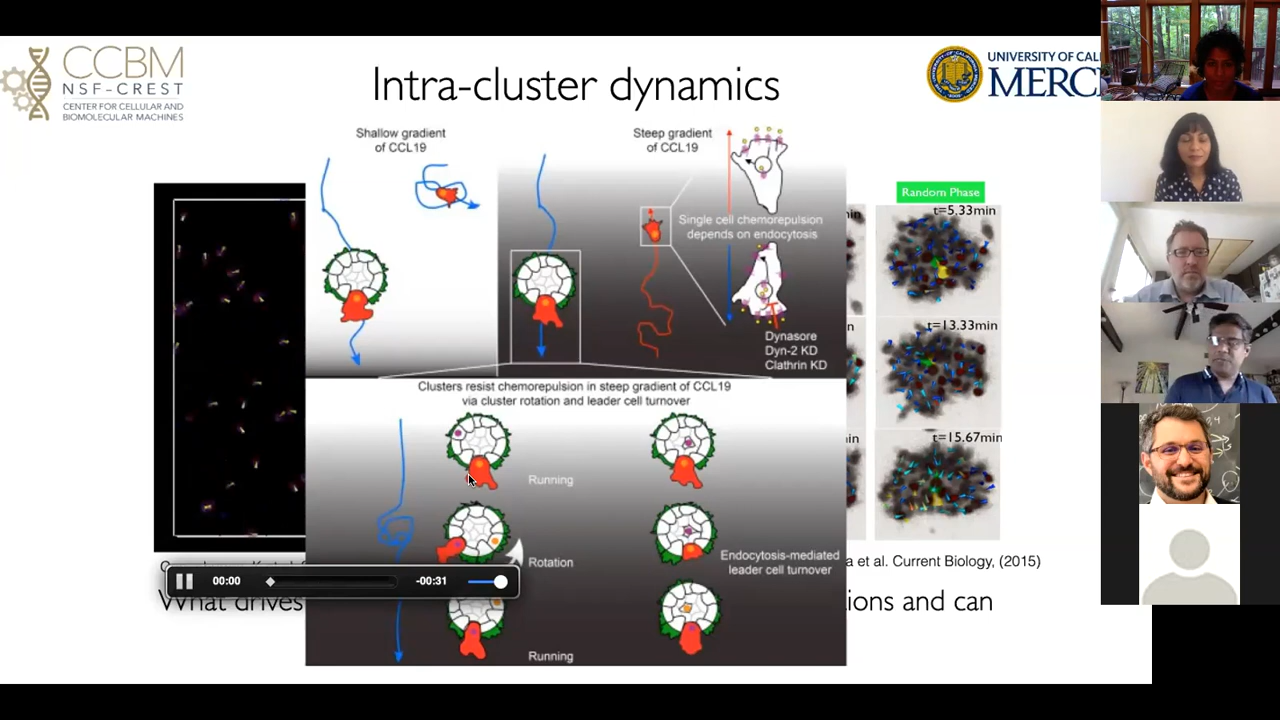 CCBM
NSF-CREST
CENTER FOR CELLULAR AND
BIOMOLECULAR MACHINES
Intra-cluster dynamics
UNIVERSITY OF CAL
MERC
Shallow gradient
of CCL19
Steep gradient
of CCL19
Single cell chemorepulsion
depends on endocytosis
Dynasore
Dyn-2 KD
Clathrin KD
Random Phase
t=5.33min
t=13.33min
t=15.67min
Clusters resist chemorepulsion in steep gradient of CCL19
via cluster rotation and leader cell turnover
Running
Rotation
Endocytosis-mediated
leader cell turnover
Running
00:00
-00:31
a et al. Current Biology, (2015)
What drives
ions and can